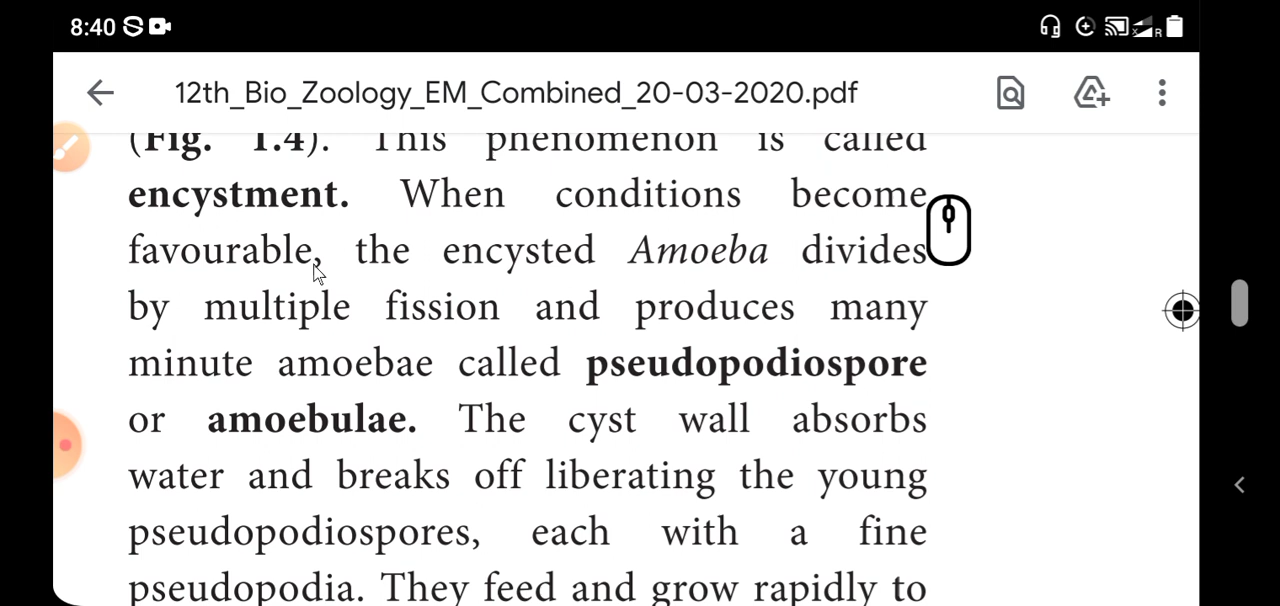 8:40
R
12th_Bio_Zoology_EM_Combined_20-03-2020.pdf
(Fig. 1.4). This phenomenon is called
encystment. When conditions become
favourable, the encysted Amoeba divides
by multiple fission and produces many
minute amoebae called pseudopodiospore
or amoebulae. The cyst wall absorbs
water and breaks off liberating the young
pseudopodiospores, each with a fine
pseudopodia. They feed and grow rapidly to